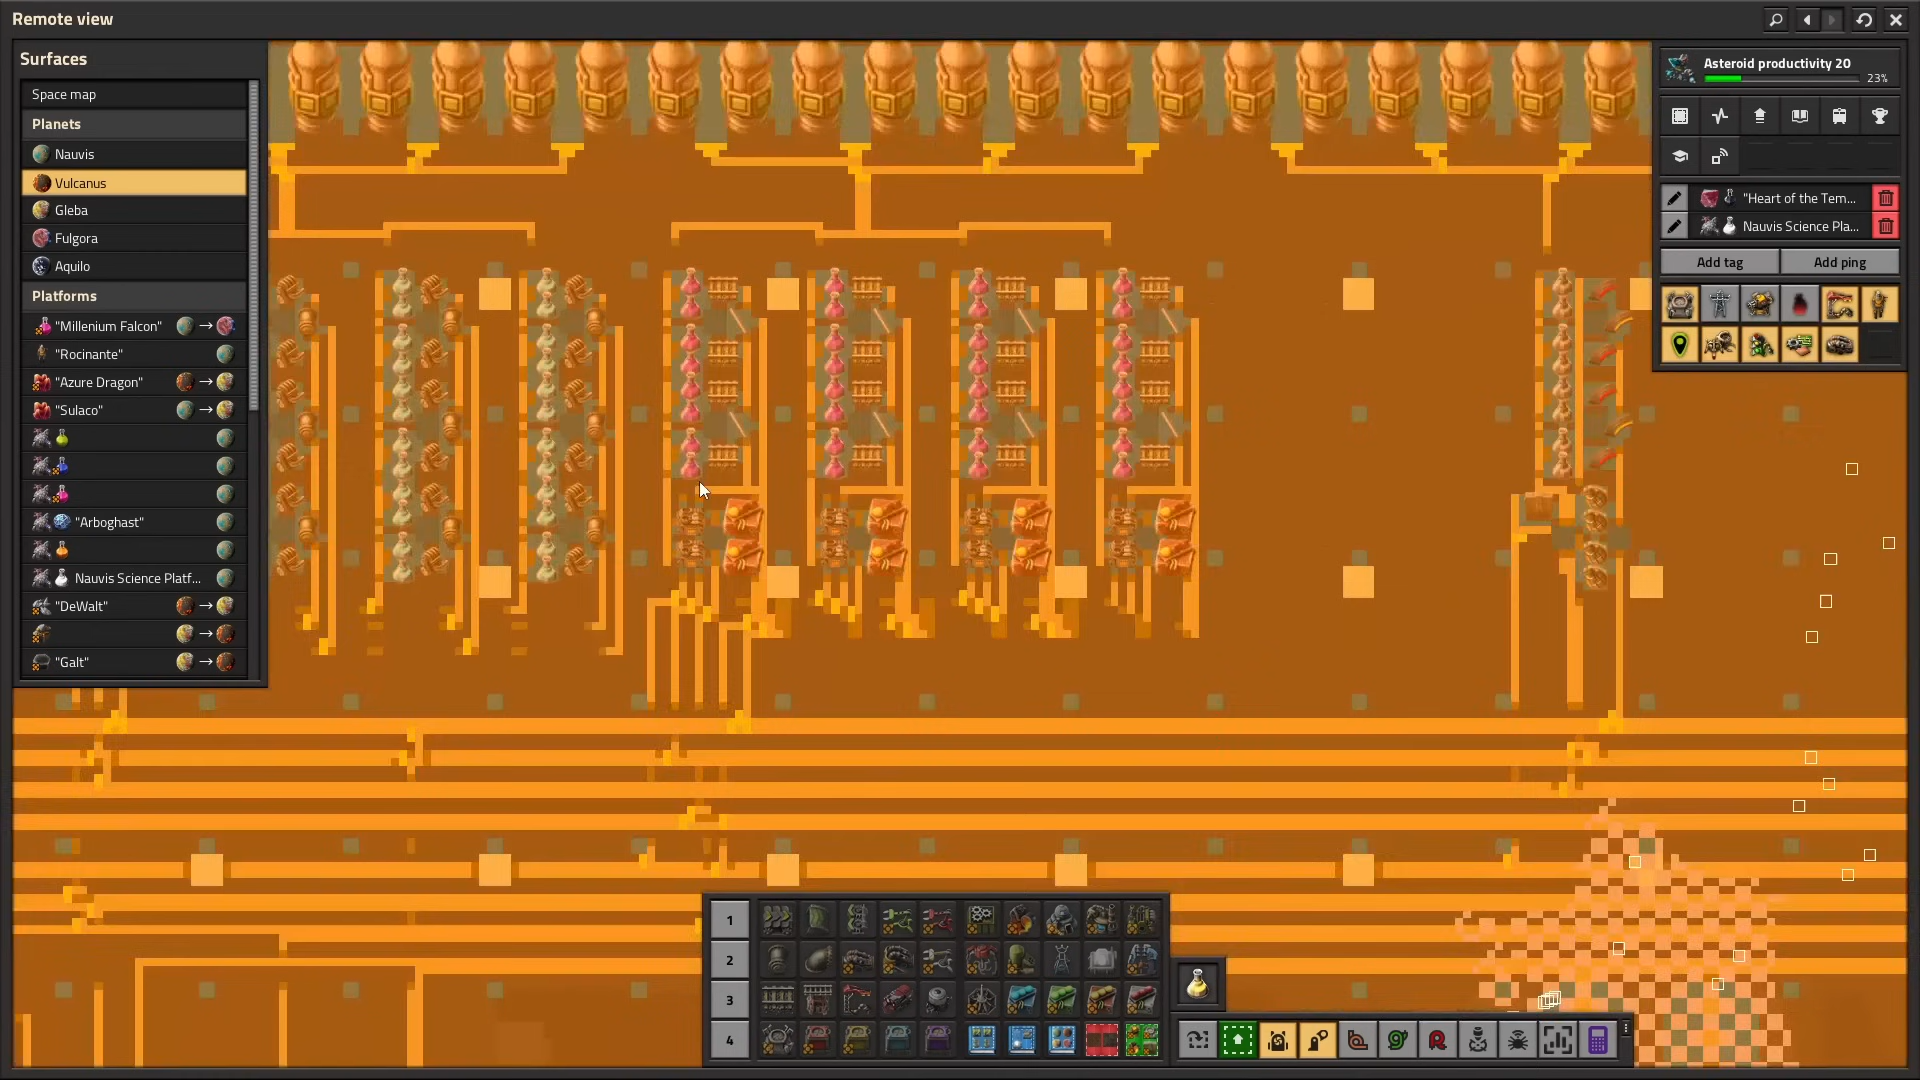 Remote view
Surfaces
Space map
Planets
Nauvis
Vulcanus
Gleba
Fulgora
Aquilo
Platforms
"Millenium Falcon"
"Rocinante"
"Azure Dragon"
"Sulaco"
"Arboghast"
Nauvis Science Platf...
"DeWalt"
"Galt"
Asteroid productivity 20
23%
"Heart of the Tem...
Nauvis Science Pla...
Add tag
Add ping
1
2
3
4